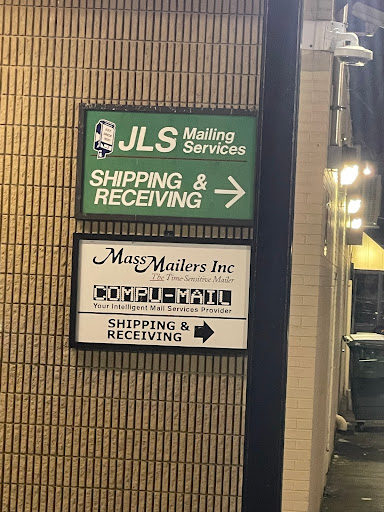 JLS Mailing
Services
SHIPPING &
RECEIVING
Mass Mailers Inc
The Time Sensitive Mailer
COMPU-MAIL
Your Intelligent Mail Services Provider
SHIPPING &
RECEIVING